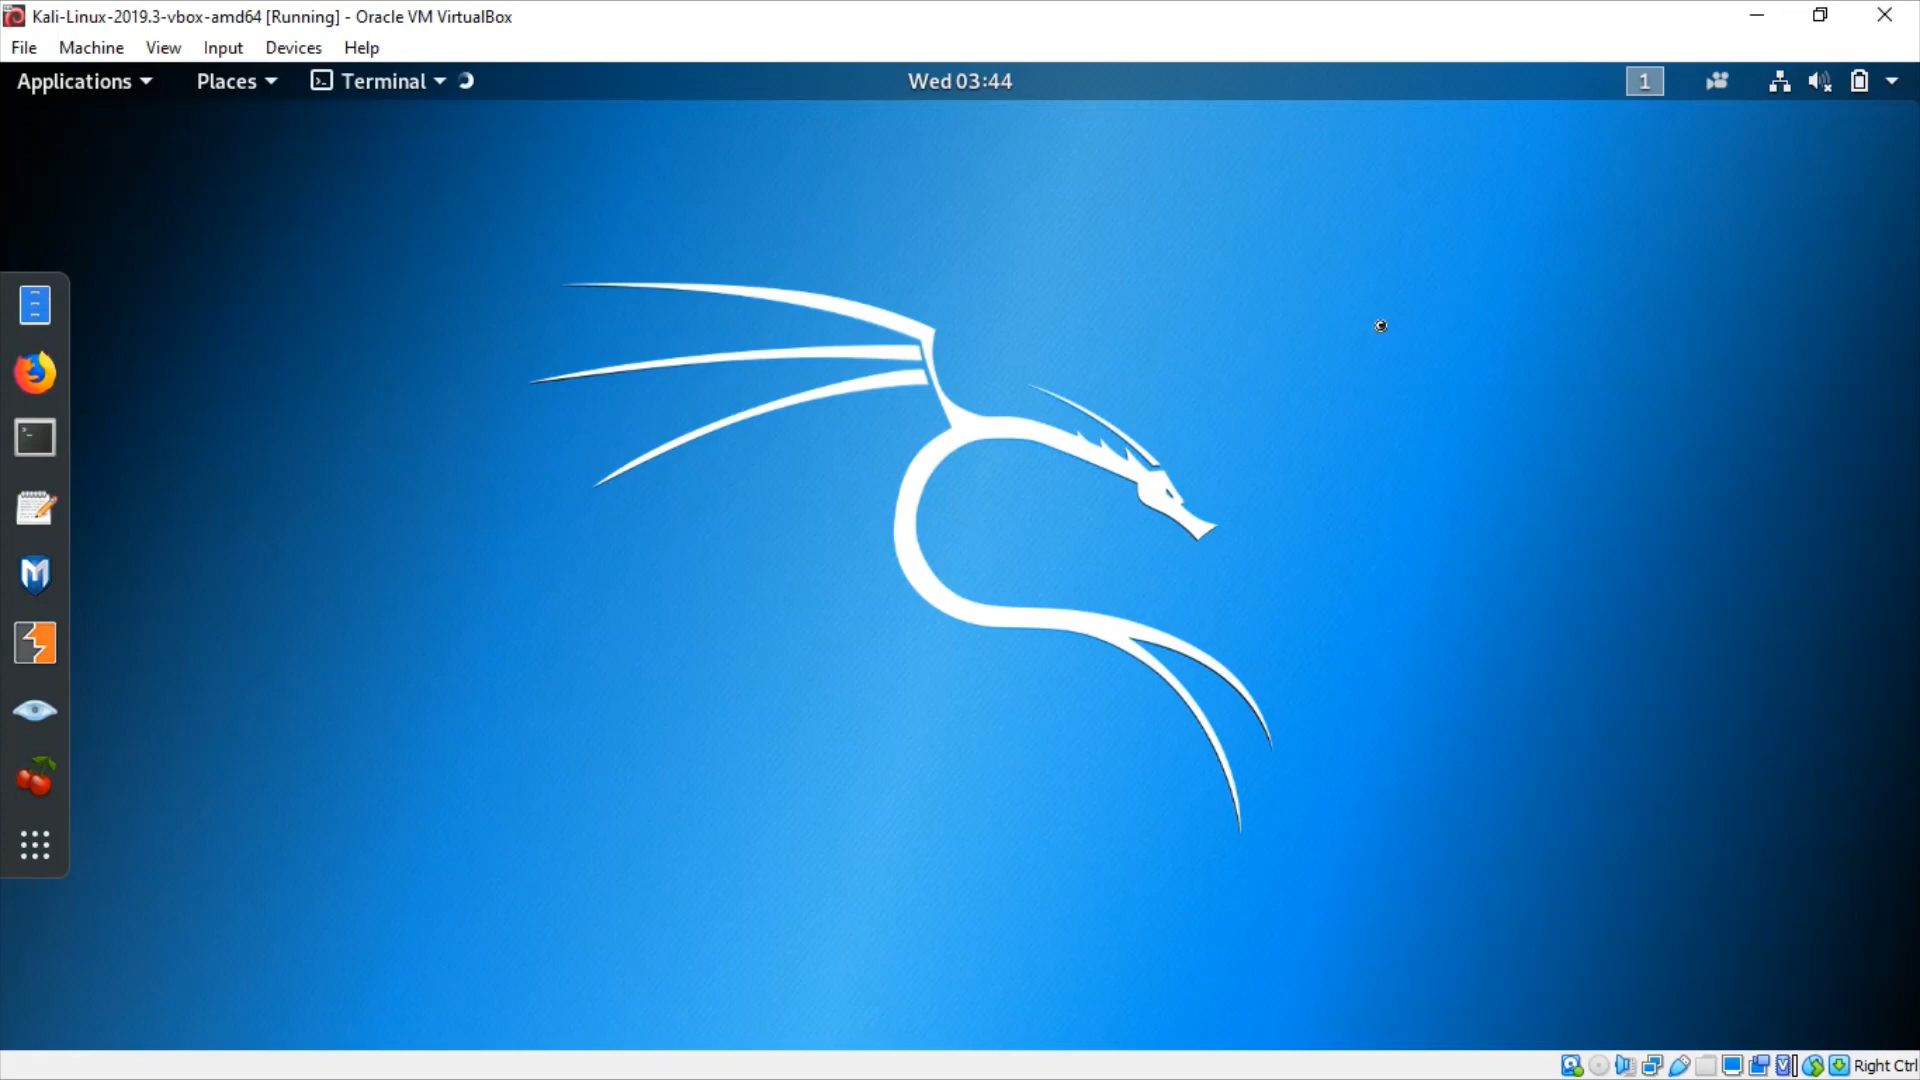 Kali-Linux-2019.3-vbox-amd64 [Running] - Oracle VM VirtualBox
File Machine View Input Devices Help
Applications Places Terminal Wed 03:44 1
Right Ctrl